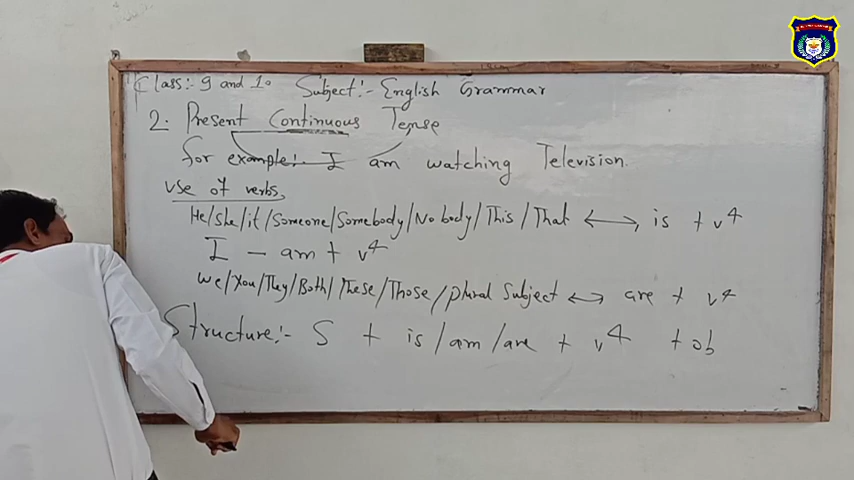 Class:- 9 and 10 Subject:- English Grammar
2. Present Continuous Tense
For example:- I am watching Television.
Use of verbs,
He/she/it/Someone/Somebody/No body/This/That ↔ is + v4
I - am + v4
We/You/They/Both/These/Those/plural Subject ↔ are + v4
Structure:- S + is/am/are + v4 + ob